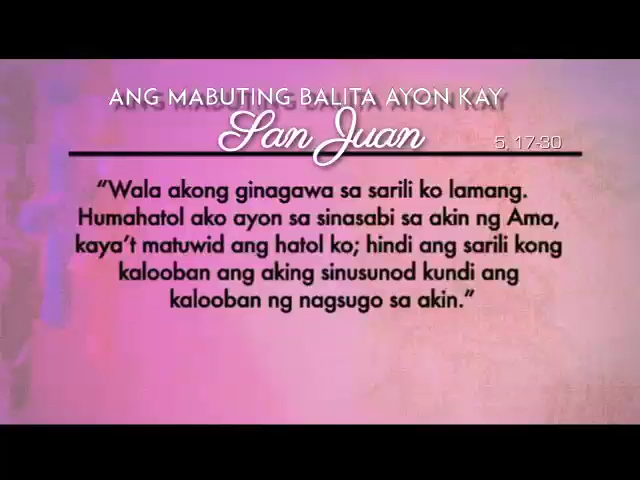 ANG MABUTING BALITA AYON KAY
San Juan
5, 17-30
“Wala akong ginagawa sa sarili ko lamang.
Humahatol ako ayon sa sinasabi sa akin ng Ama,
kaya’t matuwid ang hatol ko; hindi ang sarili kong
kalooban ang aking sinusunod kundi ang
kalooban ng nagsugo sa akin.”